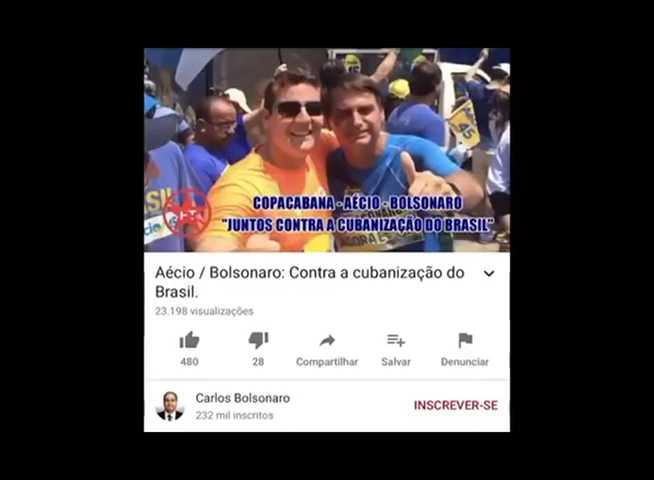 COPACABANA - AÉCIO - BOLSONARO
"JUNTOS CONTRA A CUBANIZAÇÃO DO BRASIL"
45
Aécio / Bolsonaro: Contra a cubanização do
Brasil.
23.198 visualizações
480
28
Compartilhar
Salvar
Denunciar
Carlos Bolsonaro
232 mil inscritos
INSCREVER-SE